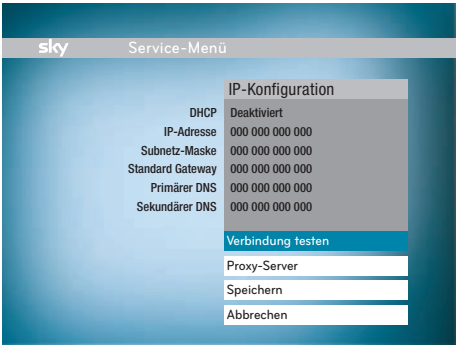 sky Service-Menü
IP-Konfiguration
DHCP Deaktiviert
IP-Adresse 000 000 000 000
Subnetz-Maske 000 000 000 000
Standard Gateway 000 000 000 000
Primärer DNS 000 000 000 000
Sekundärer DNS 000 000 000 000
Verbindung testen
Proxy-Server
Speichern
Abbrechen